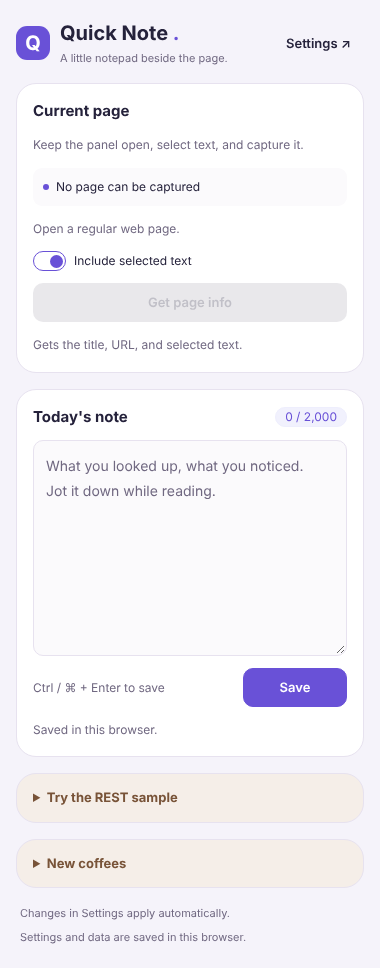 Q
Quick Note .
A little notepad beside the page.
Settings ↗
Current page
Keep the panel open, select text, and capture it.
No page can be captured
Open a regular web page.
Include selected text
Get page info
Gets the title, URL, and selected text.
Today's note
0 / 2,000
What you looked up, what you noticed.
Jot it down while reading.
Ctrl / ⌘ + Enter to save
Save
Saved in this browser.
Try the REST sample
New coffees
Changes in Settings apply automatically.
Settings and data are saved in this browser.